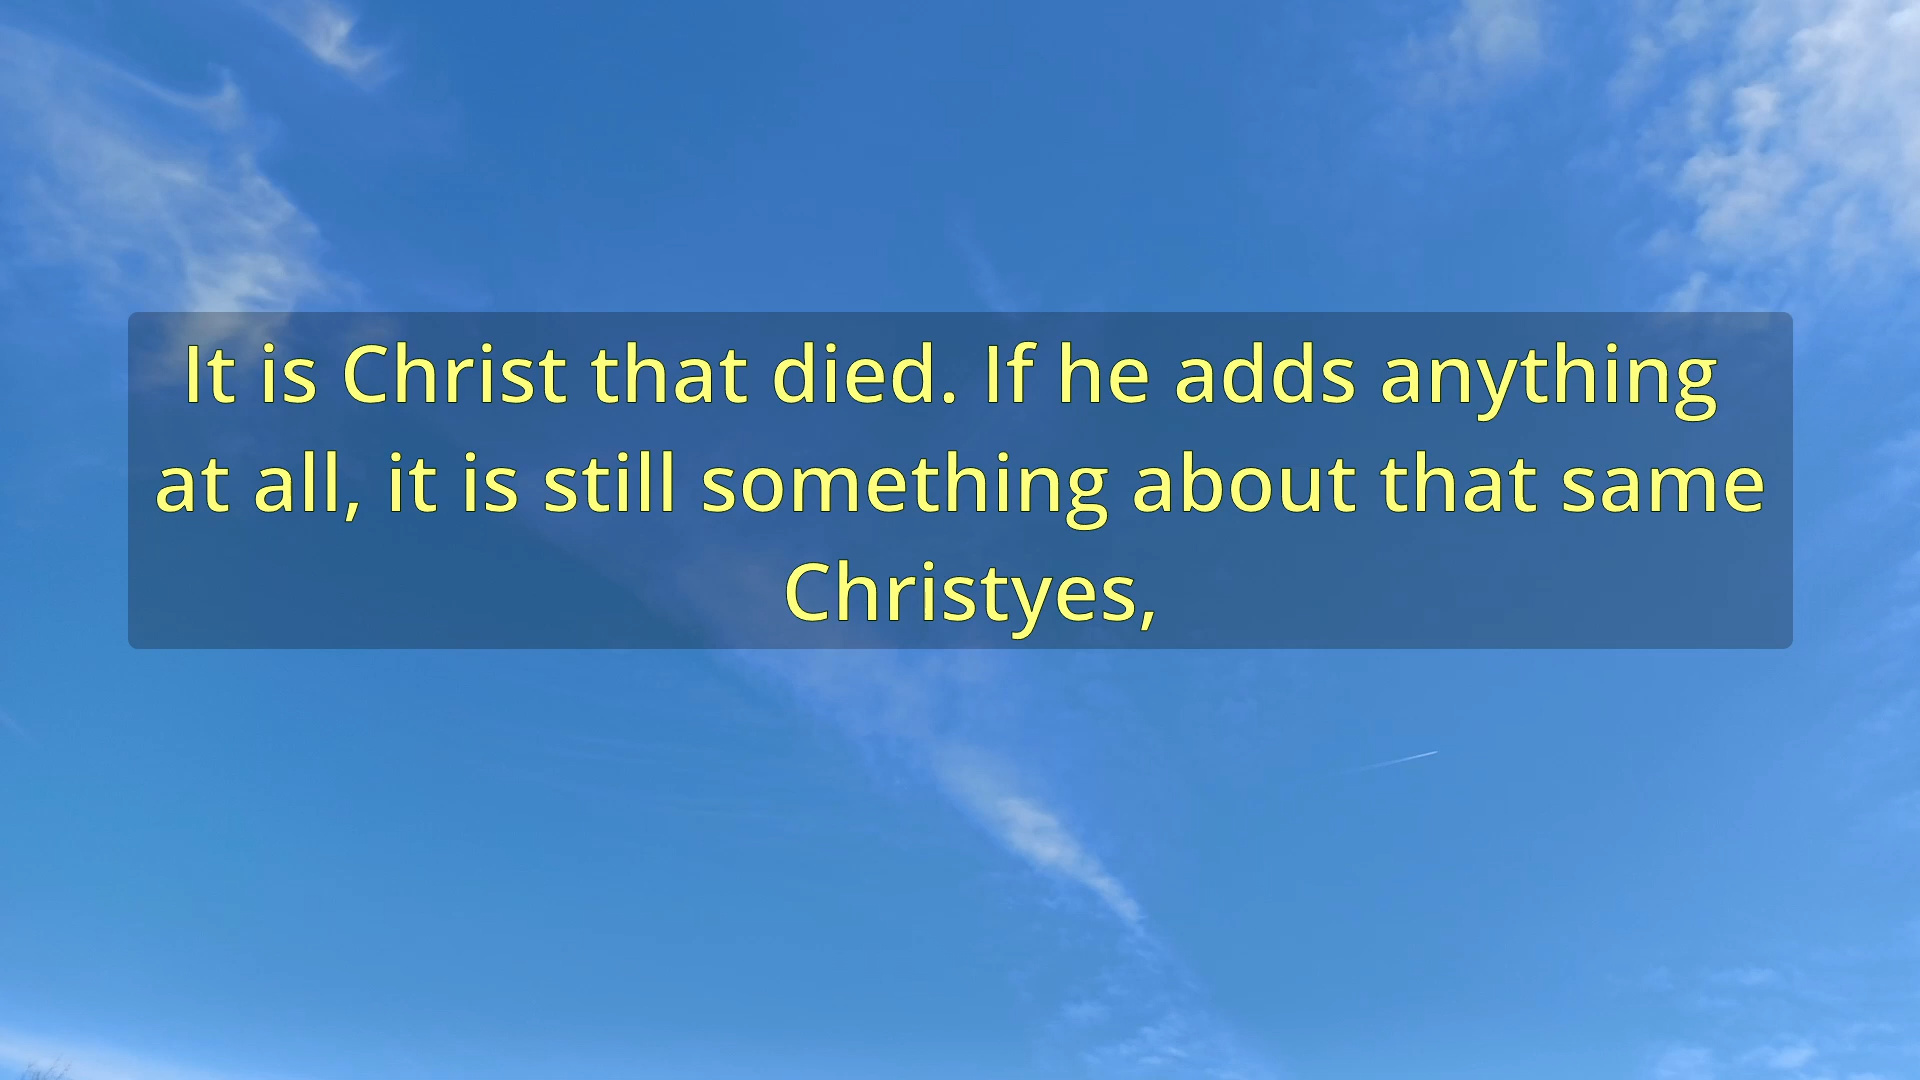 It is Christ that died. If he adds anything
at all, it is still something about that same
Christyes,